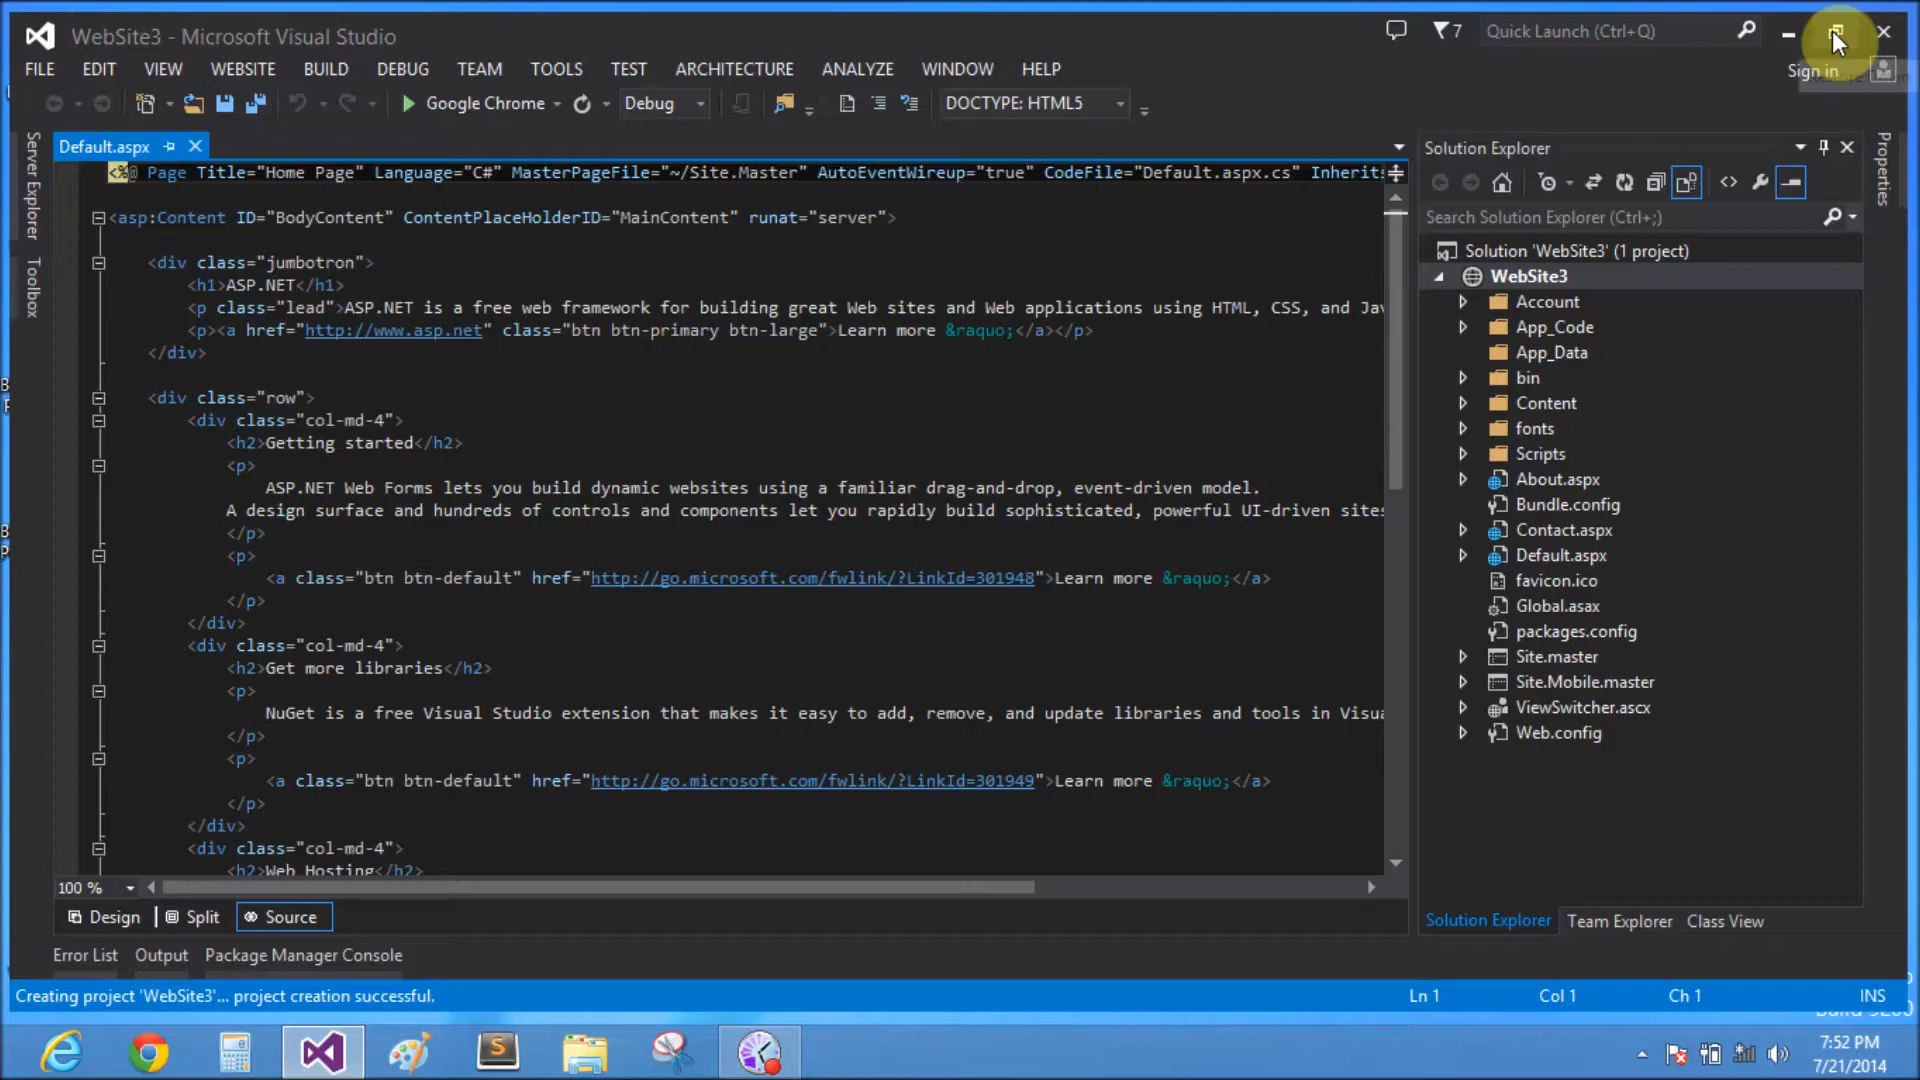 WebSite3 - Microsoft Visual Studio
7
Quick Launch (Ctrl+Q)
FILE EDIT VIEW WEBSITE BUILD DEBUG TEAM TOOLS TEST ARCHITECTURE ANALYZE WINDOW HELP
Sign in
Google Chrome
Debug
DOCTYPE: HTML5
Server Explorer
Toolbox
Default.aspx
<%@ Page Title="Home Page" Language="C#" MasterPageFile="~/Site.Master" AutoEventWireup="true" CodeFile="Default.aspx.cs" Inherits
<asp:Content ID="BodyContent" ContentPlaceHolderID="MainContent" runat="server">
<div class="jumbotron">
<h1>ASP.NET</h1>
<p class="lead">ASP.NET is a free web framework for building great Web sites and Web applications using HTML, CSS, and Jav
<p><a href="http://www.asp.net" class="btn btn-primary btn-large">Learn more &raquo;</a></p>
</div>
<div class="row">
<div class="col-md-4">
<h2>Getting started</h2>
<p>
ASP.NET Web Forms lets you build dynamic websites using a familiar drag-and-drop, event-driven model.
A design surface and hundreds of controls and components let you rapidly build sophisticated, powerful UI-driven sites
</p>
<p>
<a class="btn btn-default" href="http://go.microsoft.com/fwlink/?LinkId=301948">Learn more &raquo;</a>
</p>
</div>
<div class="col-md-4">
<h2>Get more libraries</h2>
<p>
NuGet is a free Visual Studio extension that makes it easy to add, remove, and update libraries and tools in Visua
</p>
<p>
<a class="btn btn-default" href="http://go.microsoft.com/fwlink/?LinkId=301949">Learn more &raquo;</a>
</p>
</div>
<div class="col-md-4">
<h2>Web Hosting</h2>
100 %
Design Split Source
Solution Explorer
Search Solution Explorer (Ctrl+;)
Solution 'WebSite3' (1 project)
WebSite3
Account
App_Code
App_Data
bin
Content
fonts
Scripts
About.aspx
Bundle.config
Contact.aspx
Default.aspx
favicon.ico
Global.asax
packages.config
Site.master
Site.Mobile.master
ViewSwitcher.ascx
Web.config
Solution Explorer Team Explorer Class View
Properties
Error List Output Package Manager Console
Creating project 'WebSite3'... project creation successful.
Ln 1 Col 1 Ch 1 INS
7:52 PM
7/21/2014